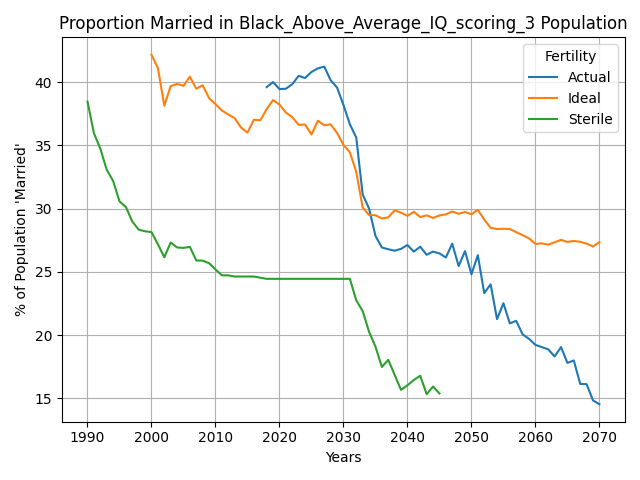 Proportion Married in Black_Above_Average_IQ_scoring_3 Population
% of Population 'Married'
40
35
30
25
20
15
Fertility
Actual
Ideal
Sterile
1990 2000 2010 2020 2030 2040 2050 2060 2070
Years